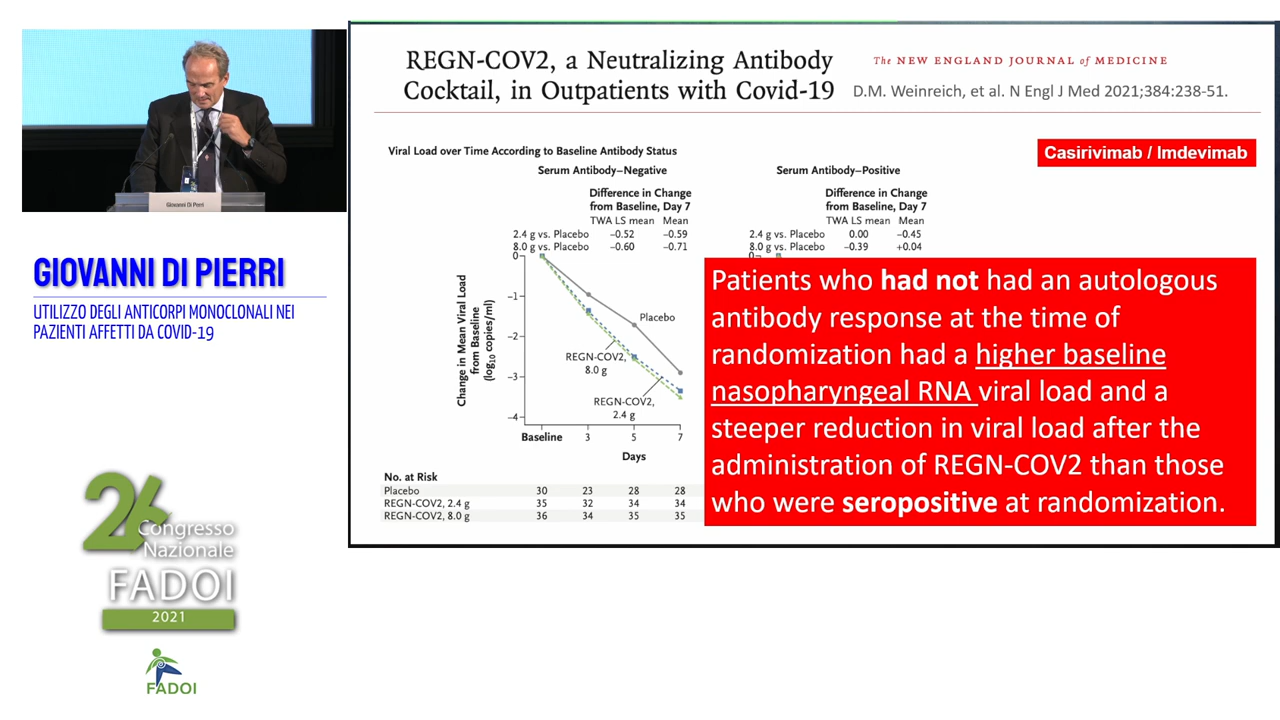 REGN-COV2, a Neutralizing Antibody
Cocktail, in Outpatients with Covid-19
The NEW ENGLAND JOURNAL of MEDICINE
D.M. Weinreich, et al. N Engl J Med 2021;384:238-51.
Casirivimab / Imdevimab
Viral Load over Time According to Baseline Antibody Status
Serum Antibody–Negative
Difference in Change
from Baseline, Day 7
TWA LS mean Mean
2.4 g vs. Placebo –0.52 –0.59
8.0 g vs. Placebo –0.60 –0.71
Serum Antibody–Positive
Difference in Change
from Baseline, Day 7
TWA LS mean Mean
2.4 g vs. Placebo 0.00 –0.45
8.0 g vs. Placebo –0.39 +0.04
0
Change in Mean Viral Load
from Baseline
(log10 copies/ml)
0
–1
–2
–3
–4
Placebo
REGN-COV2,
8.0 g
REGN-COV2,
2.4 g
Baseline 3 5 7
Days
No. at Risk
Placebo 30 23 28 28
REGN-COV2, 2.4 g 35 32 34 34
REGN-COV2, 8.0 g 36 34 35 35
Patients who had not had an autologous
antibody response at the time of
randomization had a higher baseline
nasopharyngeal RNA viral load and a
steeper reduction in viral load after the
administration of REGN-COV2 than those
who were seropositive at randomization.
Giovanni Di Perri
GIOVANNI DI PIERRI
UTILIZZO DEGLI ANTICORPI MONOCLONALI NEI
PAZIENTI AFFETTI DA COVID-19
26
Congresso
Nazionale
FADOI
2021
FADOI